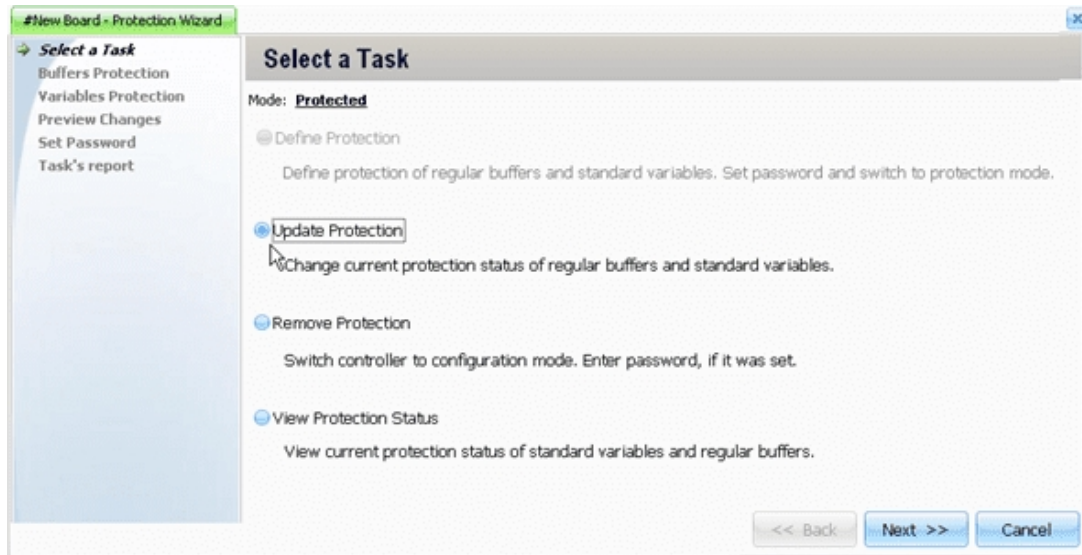 #New Board - Protection Wizard
Select a Task
Buffers Protection
Variables Protection
Preview Changes
Set Password
Task's report
Select a Task
Mode: Protected
Define Protection
Define protection of regular buffers and standard variables. Set password and switch to protection mode.
Update Protection
Change current protection status of regular buffers and standard variables.
Remove Protection
Switch controller to configuration mode. Enter password, if it was set.
View Protection Status
View current protection status of standard variables and regular buffers.
<< Back
Next >>
Cancel